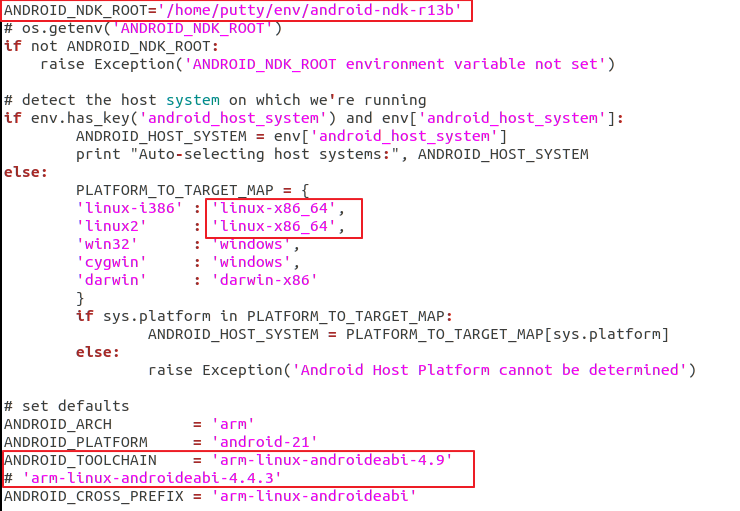 ANDROID_NDK_ROOT='/home/putty/env/android-ndk-r13b'
# os.getenv('ANDROID_NDK_ROOT')
if not ANDROID_NDK_ROOT:
    raise Exception('ANDROID_NDK_ROOT environment variable not set')

# detect the host system on which we're running
if env.has_key('android_host_system') and env['android_host_system']:
        ANDROID_HOST_SYSTEM = env['android_host_system']
        print "Auto-selecting host systems:", ANDROID_HOST_SYSTEM
else:
        PLATFORM_TO_TARGET_MAP = {
        'linux-i386' : 'linux-x86_64',
        'linux2'     : 'linux-x86_64',
        'win32'      : 'windows',
        'cygwin'     : 'windows',
        'darwin'     : 'darwin-x86'
        }
        if sys.platform in PLATFORM_TO_TARGET_MAP:
                ANDROID_HOST_SYSTEM = PLATFORM_TO_TARGET_MAP[sys.platform]
        else:
                raise Exception('Android Host Platform cannot be determined')

# set defaults
ANDROID_ARCH         = 'arm'
ANDROID_PLATFORM     = 'android-21'
ANDROID_TOOLCHAIN    = 'arm-linux-androideabi-4.9'
# 'arm-linux-androideabi-4.4.3'
ANDROID_CROSS_PREFIX = 'arm-linux-androideabi'